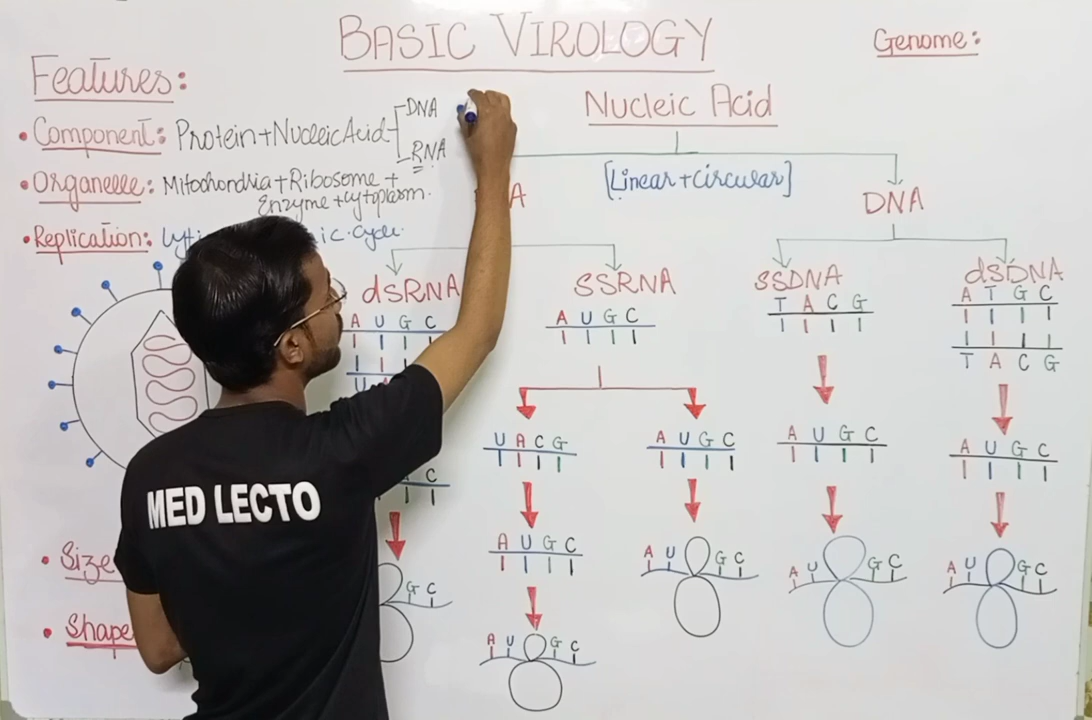 BASIC VIROLOGY
Genome:
Features:
• Component: Protein+Nucleic Acid
DNA
RNA
• Organelle: Mitochondria+Ribosome+
Enzyme+cytoplasm.
• Replication:
cycle.
• Size
• Shape
MED LECTO
Nucleic Acid
[Linear+circular]
DNA
dsRNA
A U G C
SSRNA
A U G C
U A C G
A U G C
A U G C
A U G C
A U G C
SSDNA
T A C G
A U G C
A U G C
dsDNA
A T G C
T A C G
A U G C
A U G C
C
G C